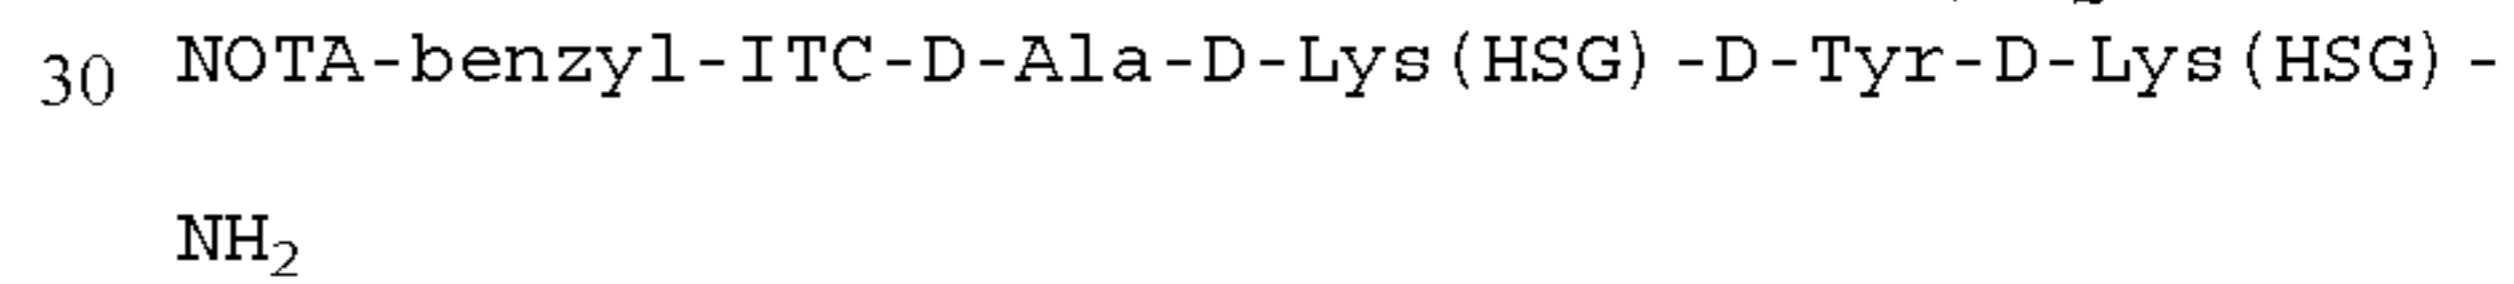 30 NOTA-benzyl-ITC-D-Ala-D-Lys(HSG)-D-Tyr-D-Lys(HSG)-
NH₂